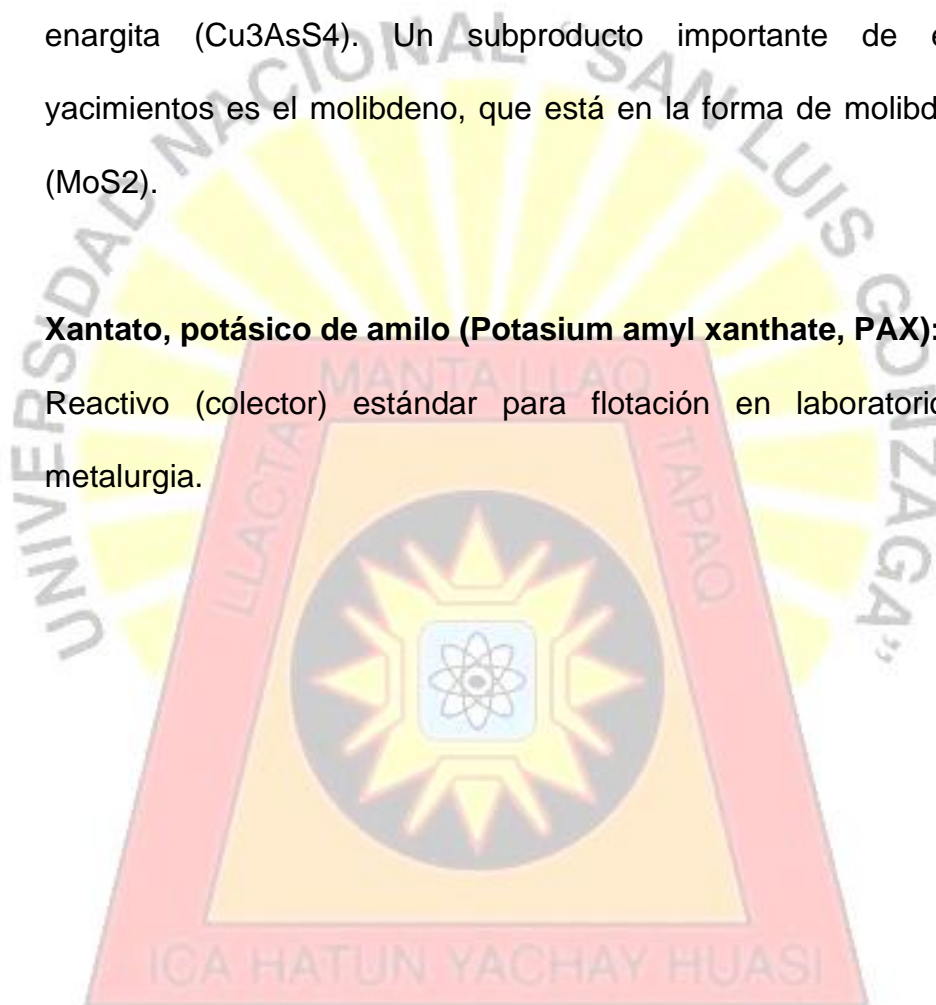 enargita (Cu3AsS4). Un subproducto importante de e
yacimientos es el molibdeno, que está en la forma de molibd
(MoS2).
Xantato, potásico de amilo (Potasium amyl xanthate, PAX):
Reactivo (colector) estándar para flotación en laboratorio
metalurgia.
UNIVERSIDAD NACIONAL "SAN LUIS GONZAGA"
MANTA LLAQ
LLACTA
TAPAQ
ICA HATUN YACHAY HUASI